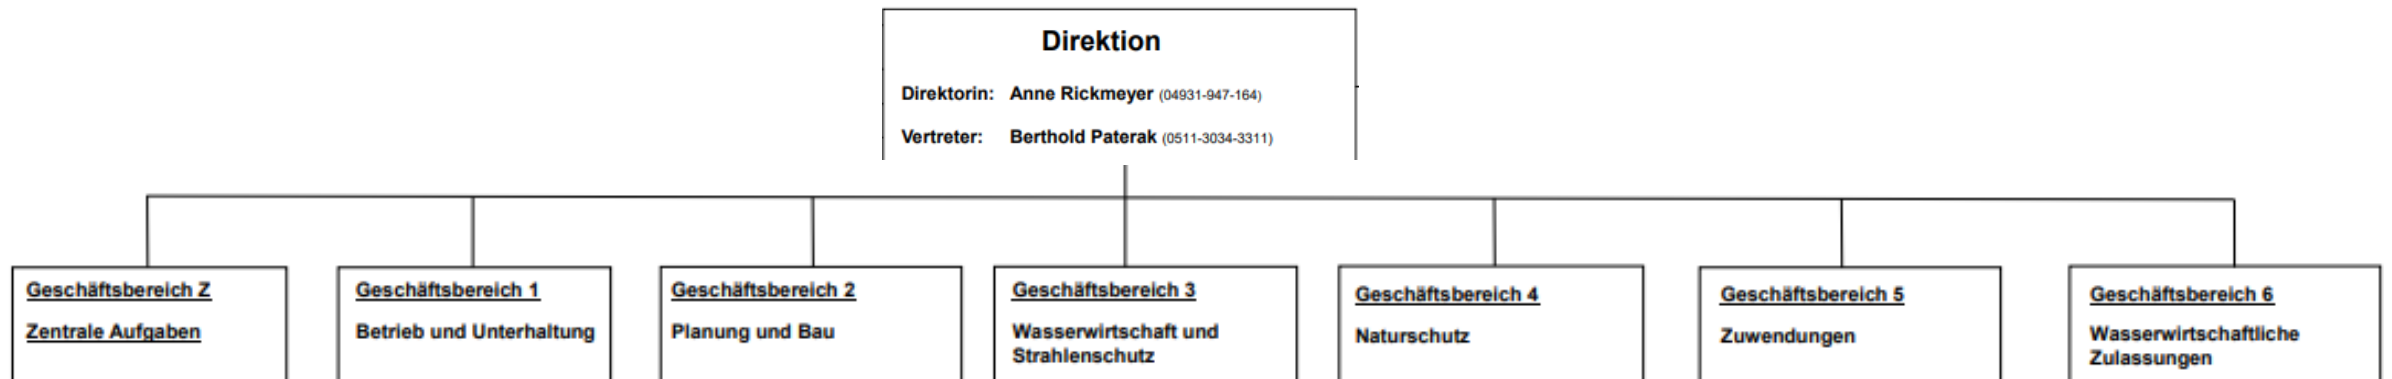 Direktion
Direktorin: Anne Rickmeyer (04931-947-164)
Vertreter: Berthold Paterak (0511-3034-3311)
Geschäftsbereich Z
Zentrale Aufgaben
Geschäftsbereich 1
Betrieb und Unterhaltung
Geschäftsbereich 2
Planung und Bau
Geschäftsbereich 3
Wasserwirtschaft und
Strahlenschutz
Geschäftsbereich 4
Naturschutz
Geschäftsbereich 5
Zuwendungen
Geschäftsbereich 6
Wasserwirtschaftliche
Zulassungen